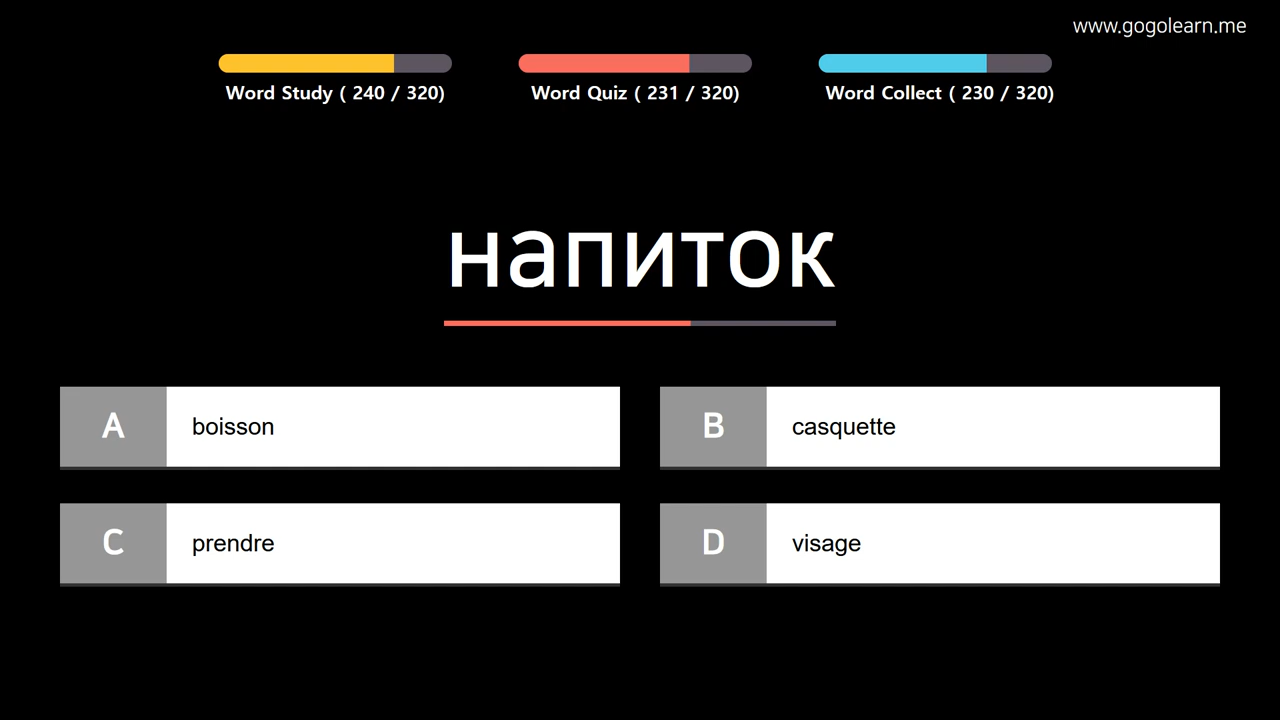 www.gogolearn.me
Word Study ( 240 / 320)
Word Quiz ( 231 / 320)
Word Collect ( 230 / 320)
напиток
A boisson
B casquette
C prendre
D visage